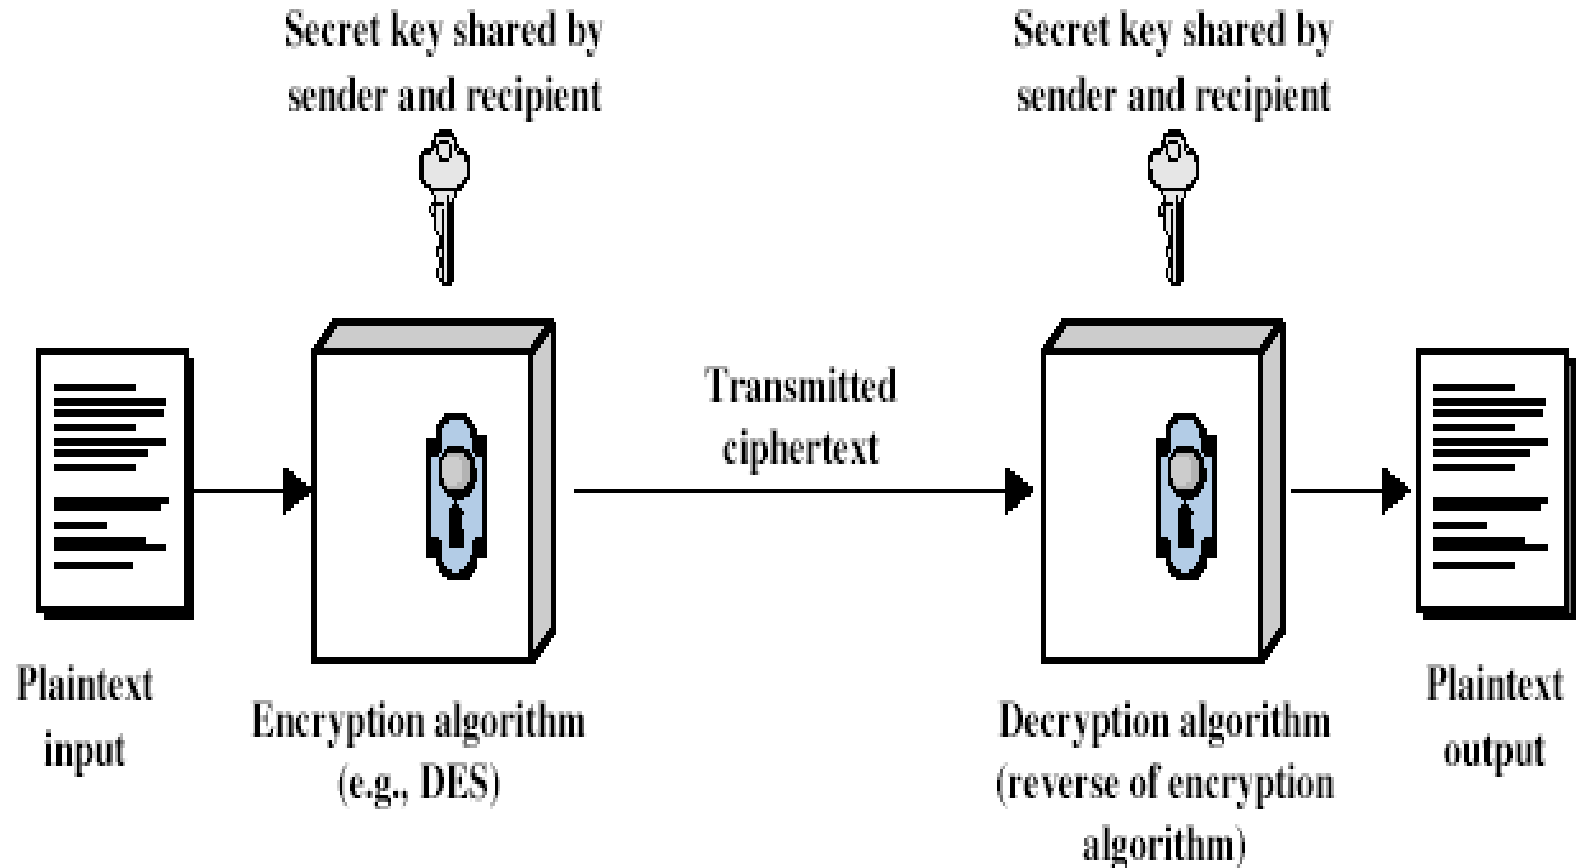 Secret key shared by
sender and recipient
Secret key shared by
sender and recipient
Transmitted
ciphertext
Plaintext
input
Encryption algorithm
(e.g., DES)
Decryption algorithm
(reverse of encryption
algorithm)
Plaintext
output